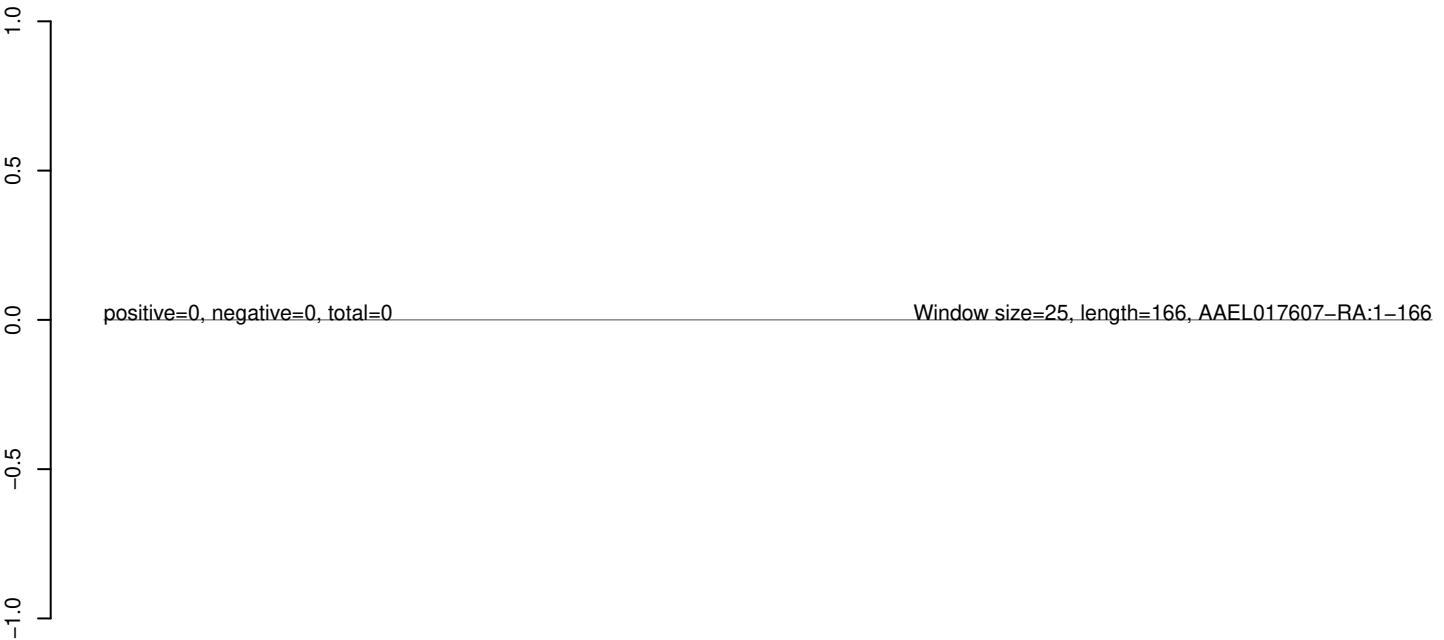 1.0
0.5
positive=0, negative=0, total=0
Window size=25, length=166, AAEL017607−RA:1−166
0.0
−0.5
−1.0